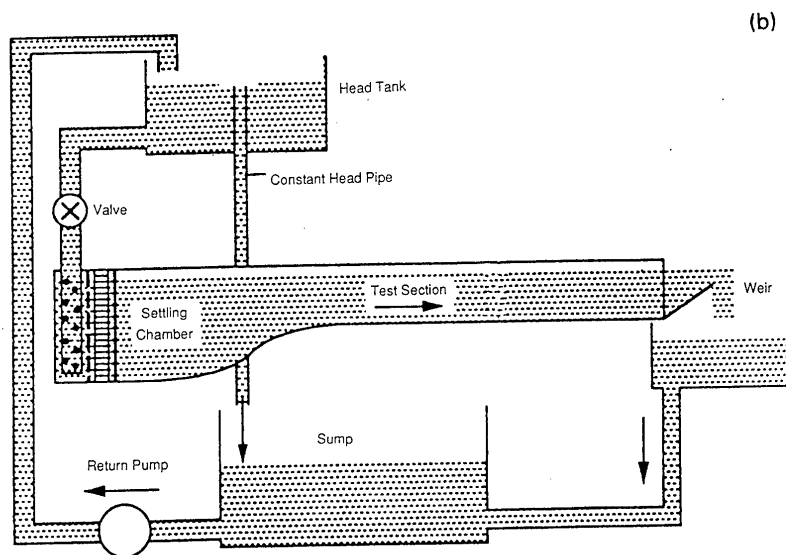 (b)
Head Tank
Constant Head Pipe
Valve
Test Section
Weir
Settling
Chamber
Sump
Return Pump